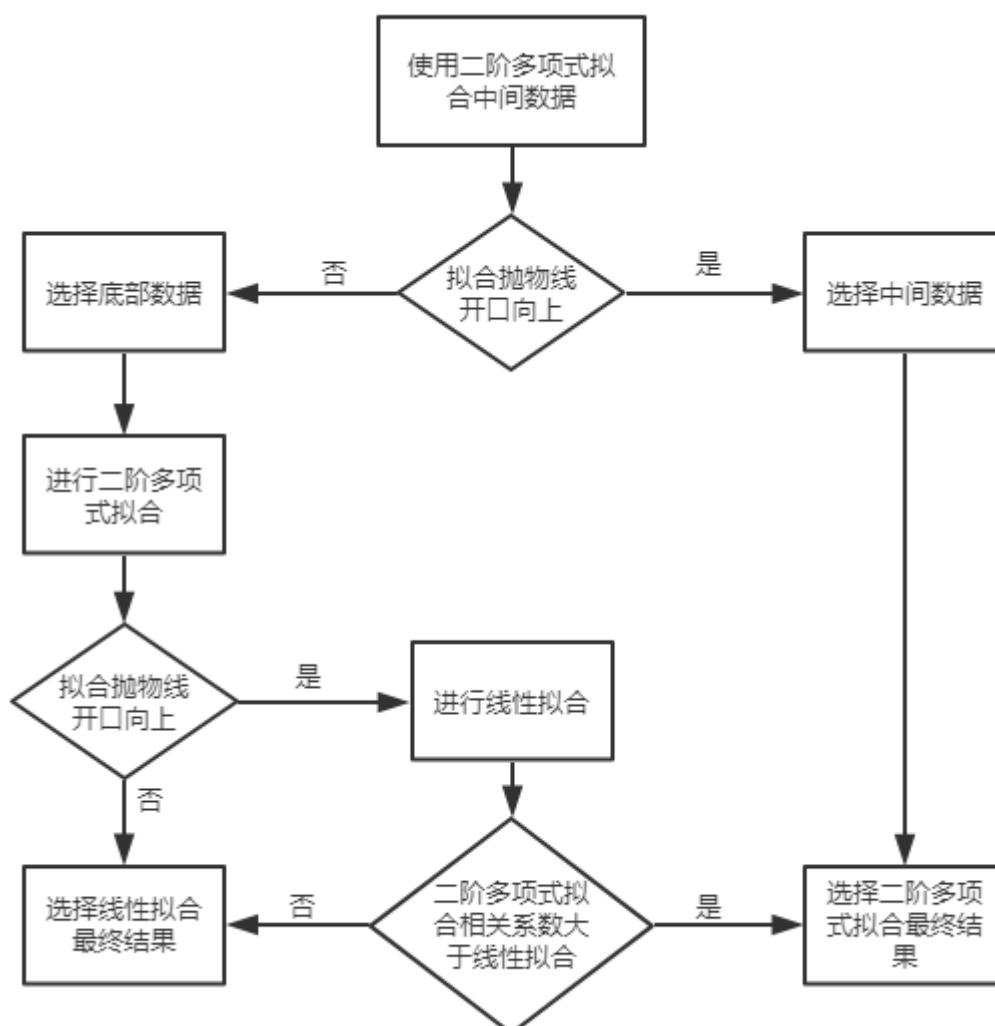 使用二阶多项式拟
合中间数据
否
是
选择底部数据
拟合抛物线
开口向上
选择中间数据
进行二阶多项
式拟合
拟合抛物线
开口向上
是
进行线性拟合
否
选择线性拟合
最终结果
否
二阶多项式拟
合相关系数大
于线性拟合
是
选择二阶多项
式拟合最终结
果